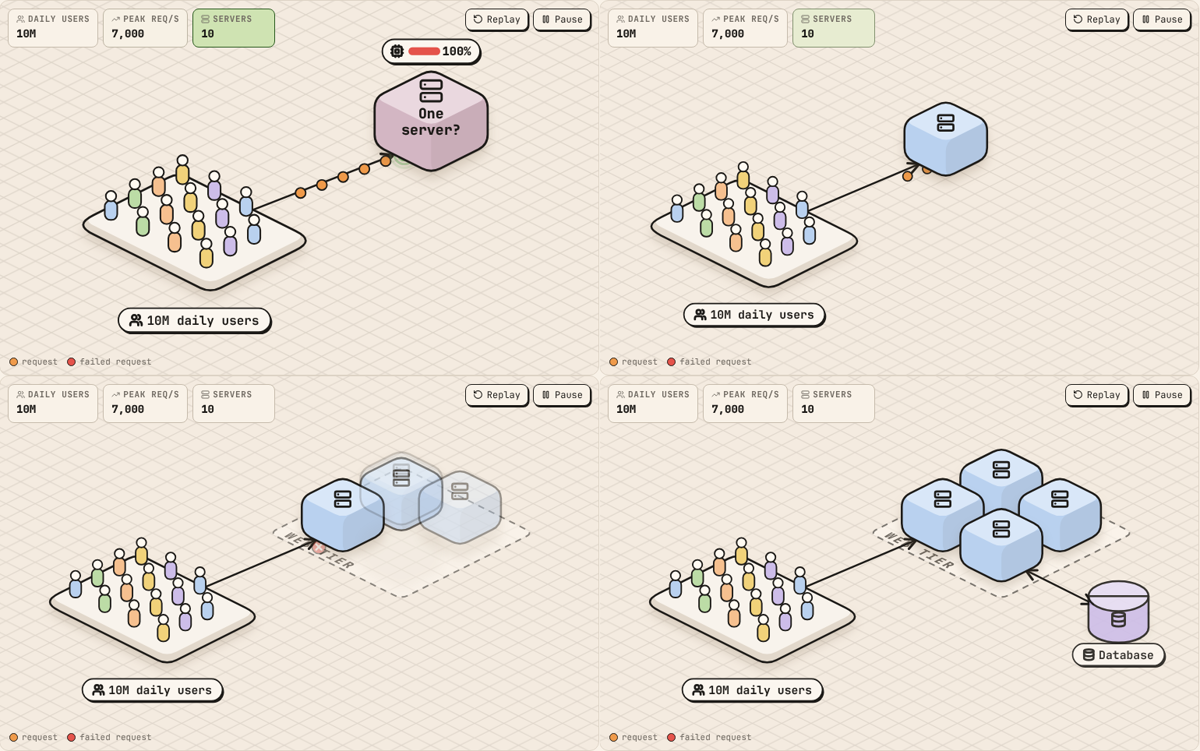 DAILY USERS
10M
PEAK REQ/S
7,000
SERVERS
10
Replay
Pause
100%
One
server?
10M daily users
request
failed request
DAILY USERS
10M
PEAK REQ/S
7,000
SERVERS
10
Replay
Pause
10M daily users
request
failed request
DAILY USERS
10M
PEAK REQ/S
7,000
SERVERS
10
Replay
Pause
WEB TIER
10M daily users
request
failed request
DAILY USERS
10M
PEAK REQ/S
7,000
SERVERS
10
Replay
Pause
WEB TIER
Database
10M daily users
request
failed request